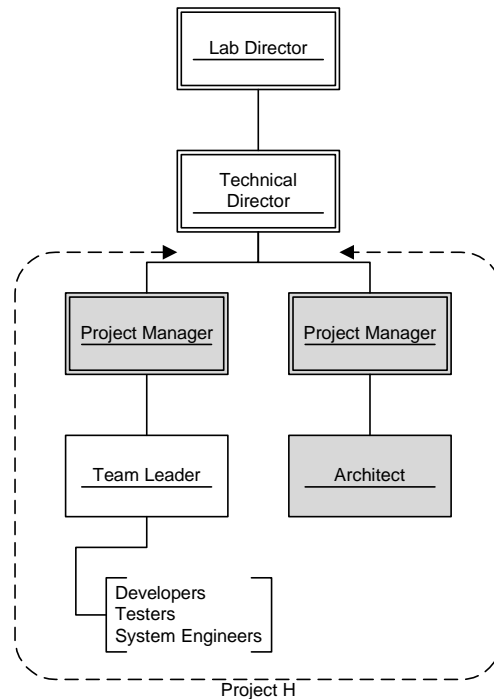 Lab Director
Technical
Director
Project Manager
Project Manager
Team Leader
Architect
Developers
Testers
System Engineers
Project H